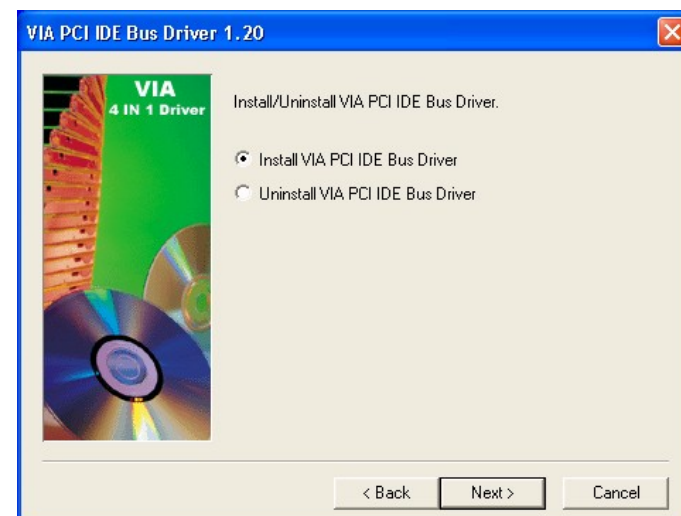 VIA PCI IDE Bus Driver 1.20
VIA
4 IN 1 Driver
Install/Uninstall VIA PCI IDE Bus Driver.
Install VIA PCI IDE Bus Driver
Uninstall VIA PCI IDE Bus Driver
< Back
Next >
Cancel